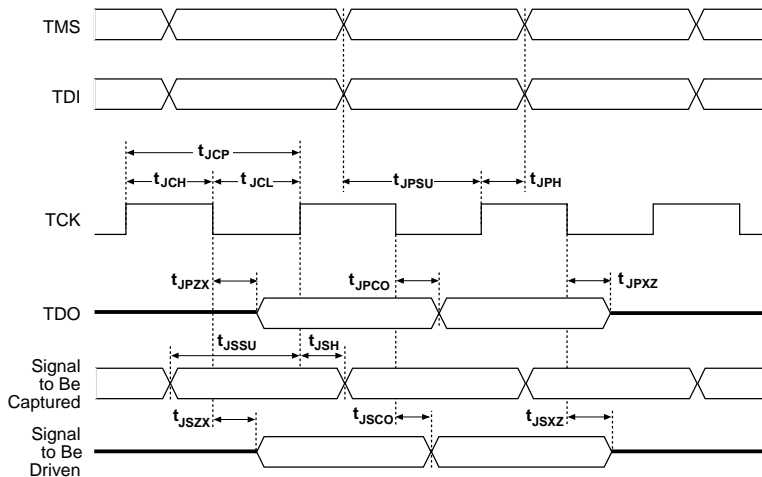 TMS
TDI
tJCP
tJCH
tJCL
tJPSU
tJPH
TCK
tJPZX
tJPCO
tJPXZ
TDO
tJSSU
tJSH
Signal
to Be
Captured
tJSZX
tJSCO
tJSXZ
Signal
to Be
Driven